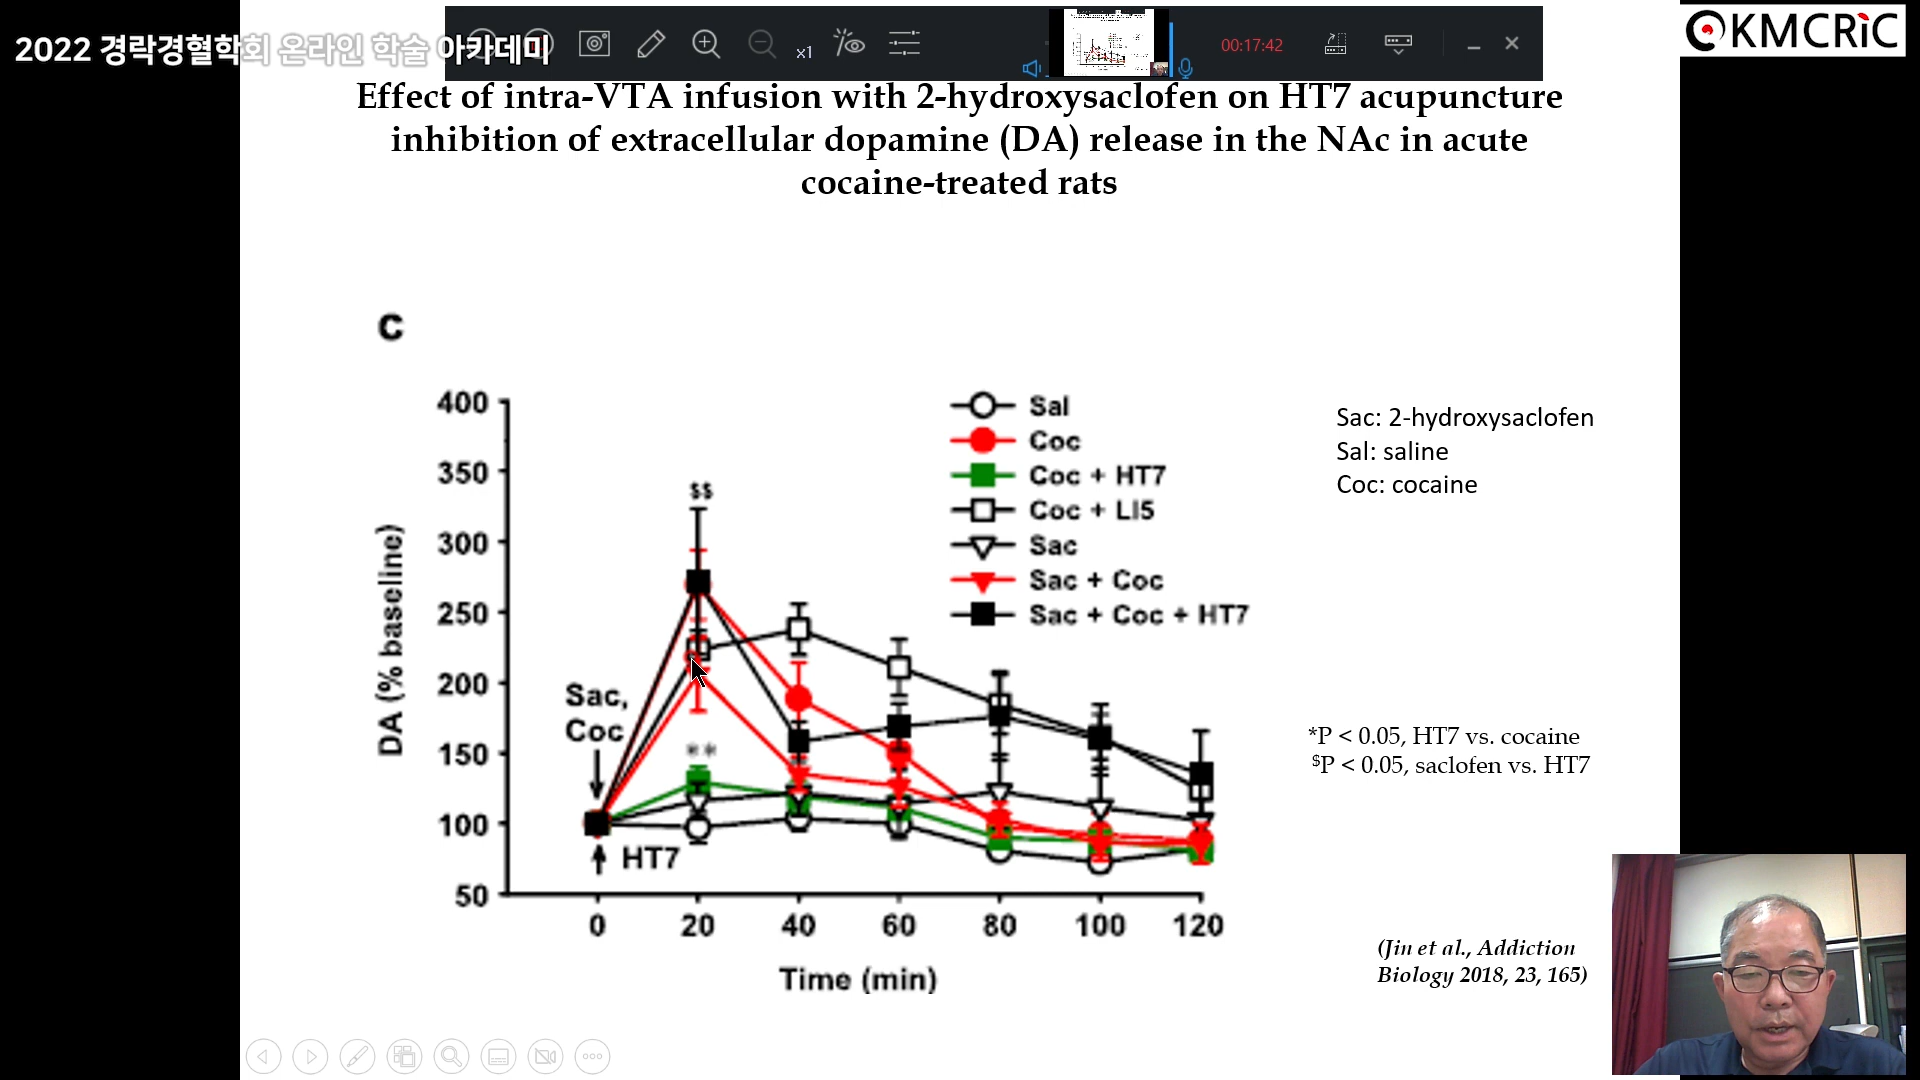 2022 경락경혈학회 온라인 학술 아카데미
x1
00:17:42
KMCRiC
Effect of intra-VTA infusion with 2-hydroxysaclofen on HT7 acupuncture
inhibition of extracellular dopamine (DA) release in the NAc in acute
cocaine-treated rats
C
400
350
300
250
200
150
100
50
DA (% baseline)
$$
**
Sac,
Coc
HT7
0 20 40 60 80 100 120
Time (min)
Sal
Coc
Coc + HT7
Coc + LI5
Sac
Sac + Coc
Sac + Coc + HT7
Sac: 2-hydroxysaclofen
Sal: saline
Coc: cocaine
*P < 0.05, HT7 vs. cocaine
$P < 0.05, saclofen vs. HT7
(Jin et al., Addiction
Biology 2018, 23, 165)